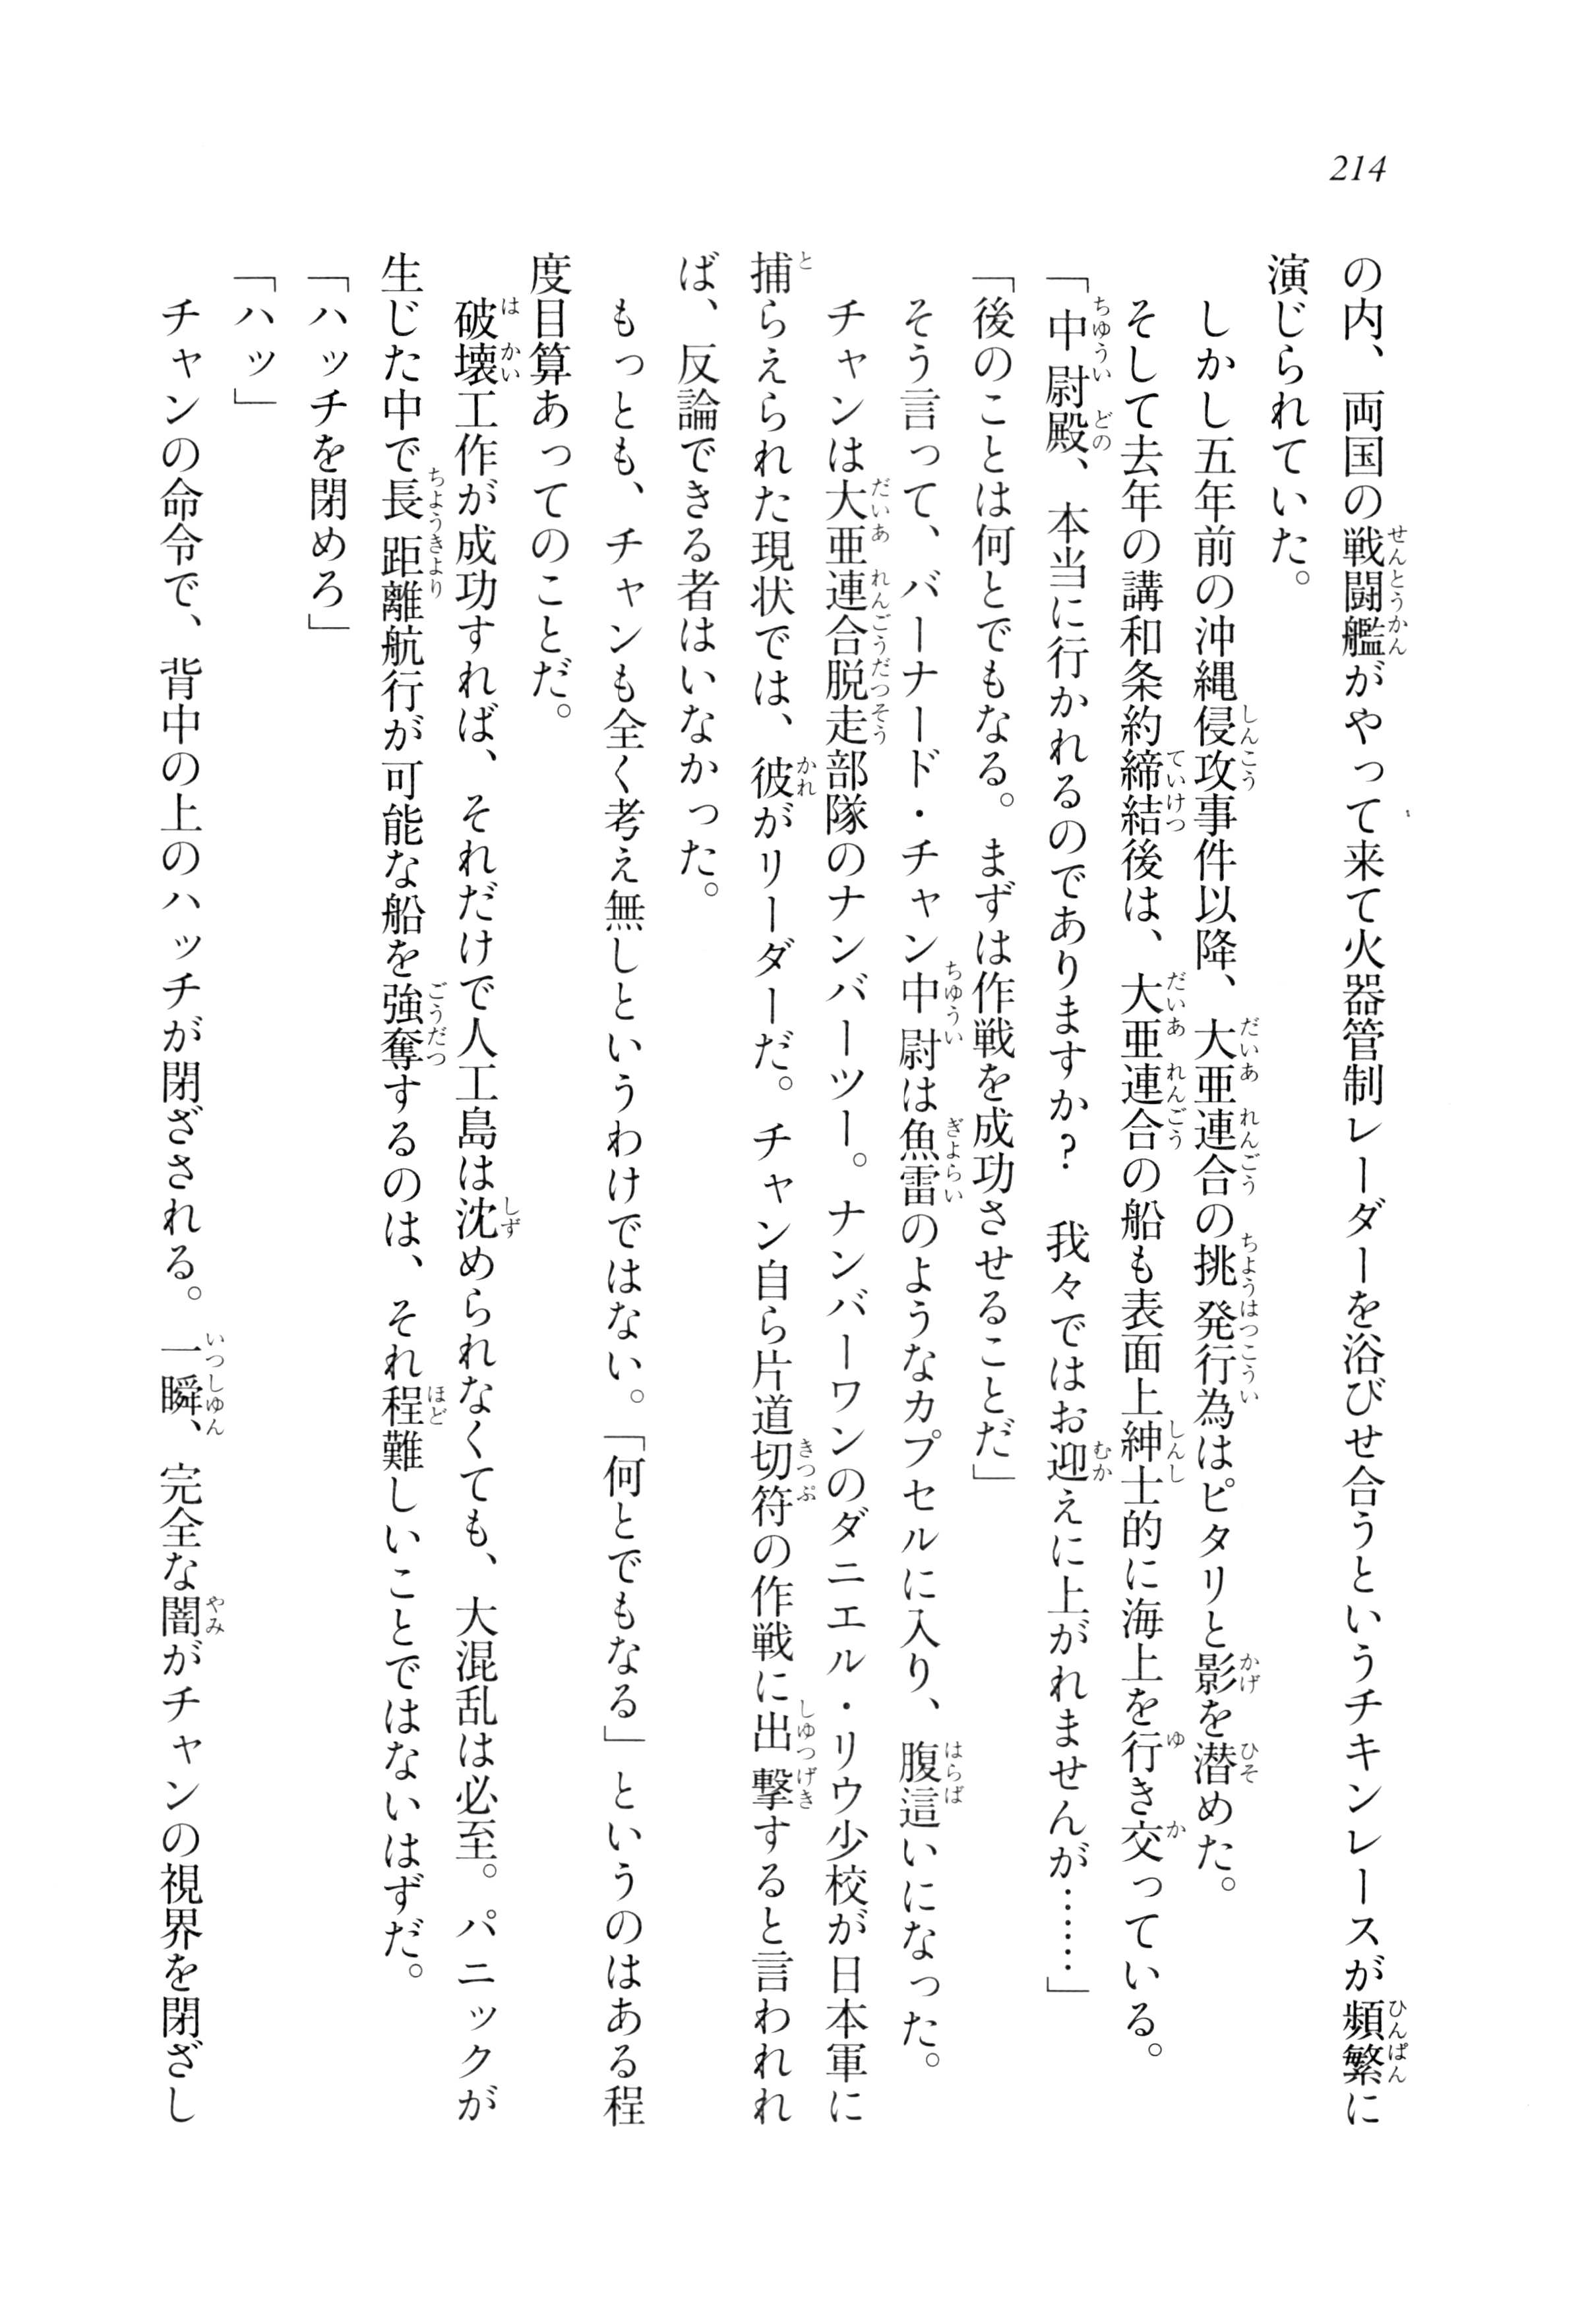 214
の内、両国の戦闘艦がやって来て火器管制レーダーを浴びせ合うというチキンレースが頻繁に
演じられていた。
しかし五年前の沖縄侵攻事件以降、大亜連合の挑発行為はピタリと影を潜めた。
そして去年の講和条約締結後は、大亜連合の船も表面上紳士的に海上を行き交っている。
「中尉殿、本当に行かれるのでありますか？　我々ではお迎えに上がれませんが……」
「後のことは何とでもなる。まずは作戦を成功させることだ」
そう言って、バーナード・チャン中尉は魚雷のようなカプセルに入り、腹這いになった。
チャンは大亜連合脱走部隊のナンバーツー。ナンバーワンのダニエル・リウ少校が日本軍に
捕らえられた現状では、彼がリーダーだ。チャン自ら片道切符の作戦に出撃すると言われれ
ば、反論できる者はいなかった。
もっとも、チャンも全く考え無しというわけではない。「何とでもなる」というのはある程
度目算あってのことだ。
破壊工作が成功すれば、それだけで人工島は沈められなくても、大混乱は必至。パニックが
生じた中で長距離航行が可能な船を強奪するのは、それ程難しいことではないはずだ。
「ハッチを閉めろ」
「ハッ」
チャンの命令で、背中の上のハッチが閉ざされる。一瞬、完全な闇がチャンの視界を閉ざし